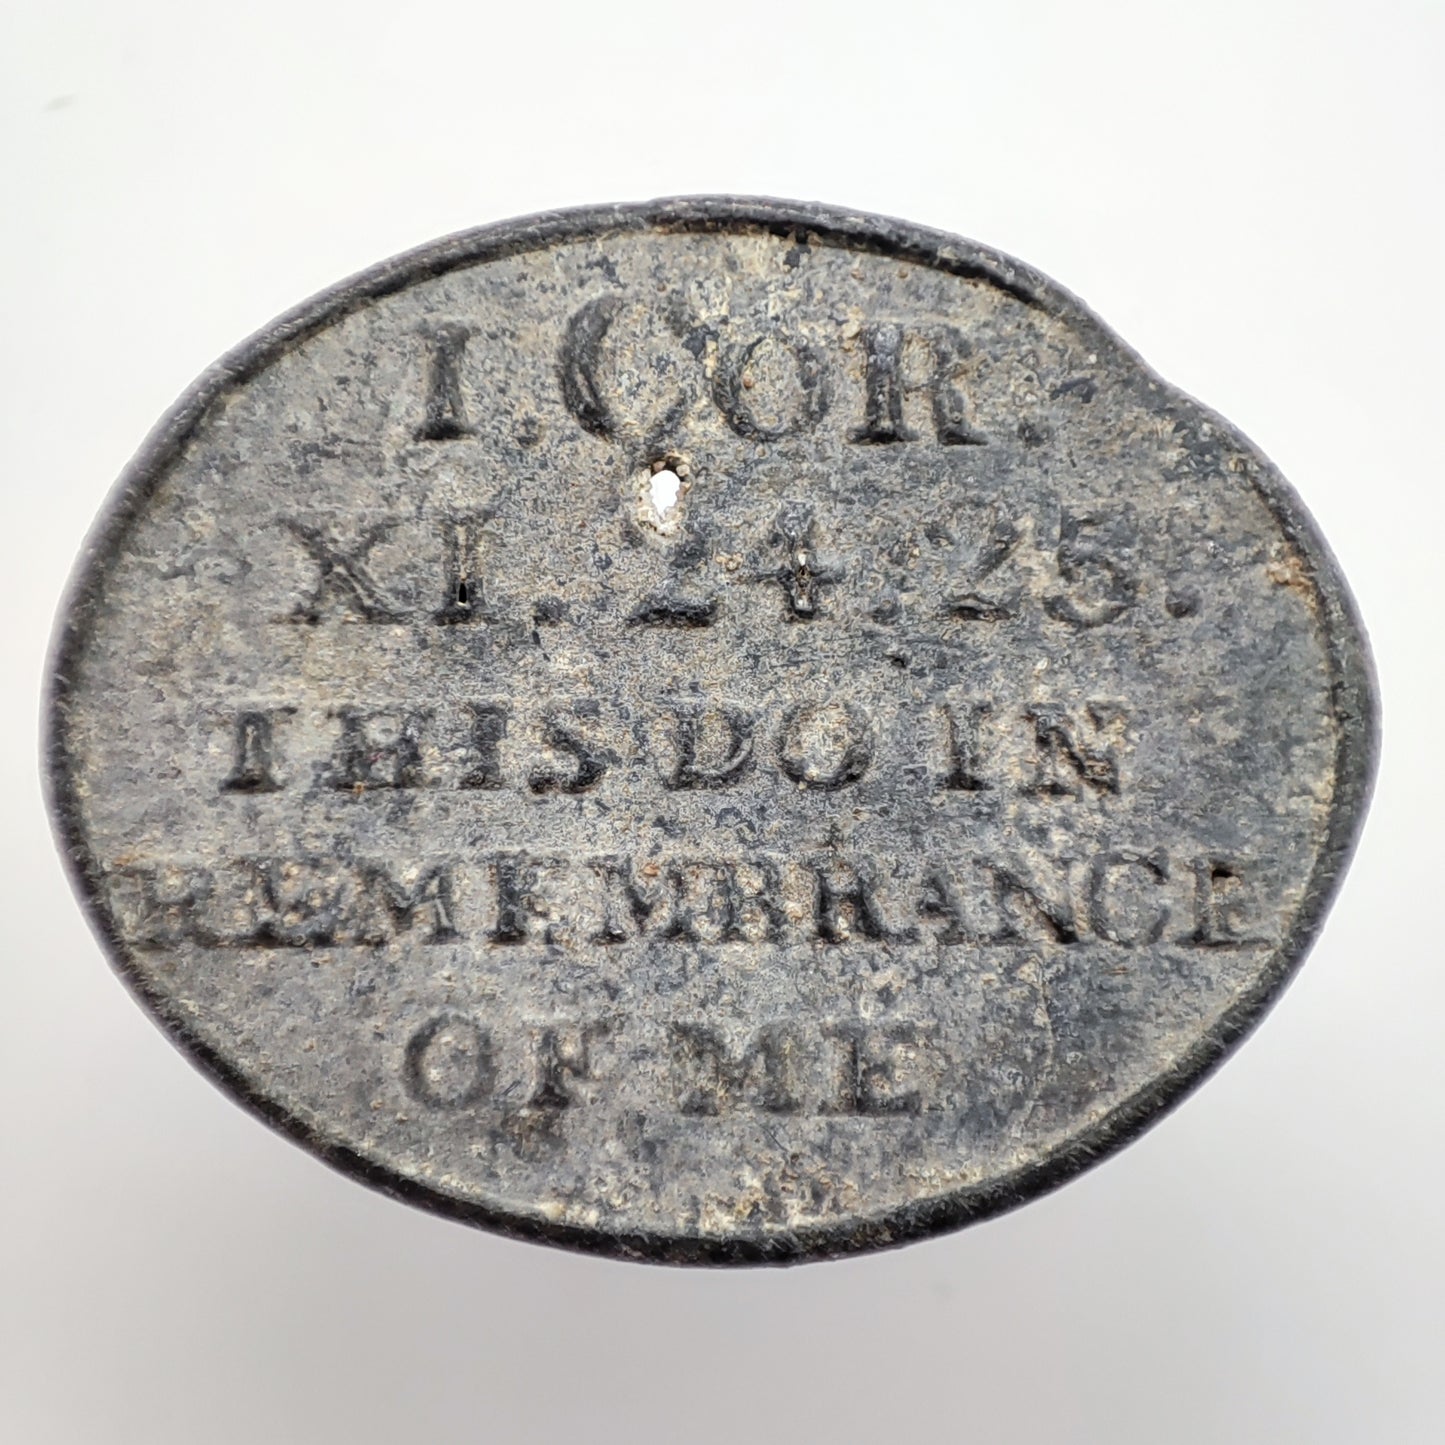 I.COR.
XI.24.25.
THIS DO IN
REMEMBRANCE
OF ME